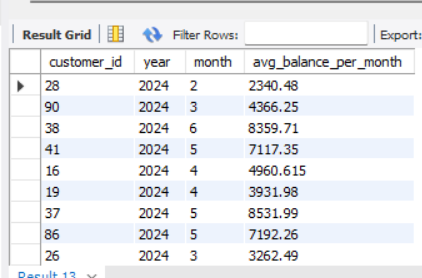 Result Grid Filter Rows: Export:
customer_id year month avg_balance_per_month
28 2024 2 2340.48
90 2024 3 4366.25
38 2024 6 8359.71
41 2024 5 7117.35
16 2024 4 4960.615
19 2024 4 3931.98
37 2024 5 8531.99
86 2024 5 7192.26
26 2024 3 3262.49
Result 13